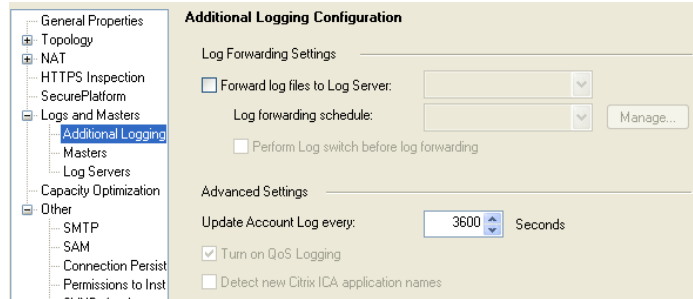 General Properties
Topology
NAT
HTTPS Inspection
SecurePlatform
Logs and Masters
Additional Logging
Masters
Log Servers
Capacity Optimization
Other
SMTP
SAM
Connection Persist
Permissions to Inst
Additional Logging Configuration
Log Forwarding Settings
Forward log files to Log Server:
Log forwarding schedule:
Manage...
Perform Log switch before log forwarding
Advanced Settings
Update Account Log every:
3600
Seconds
Turn on QoS Logging
Detect new Citrix ICA application names